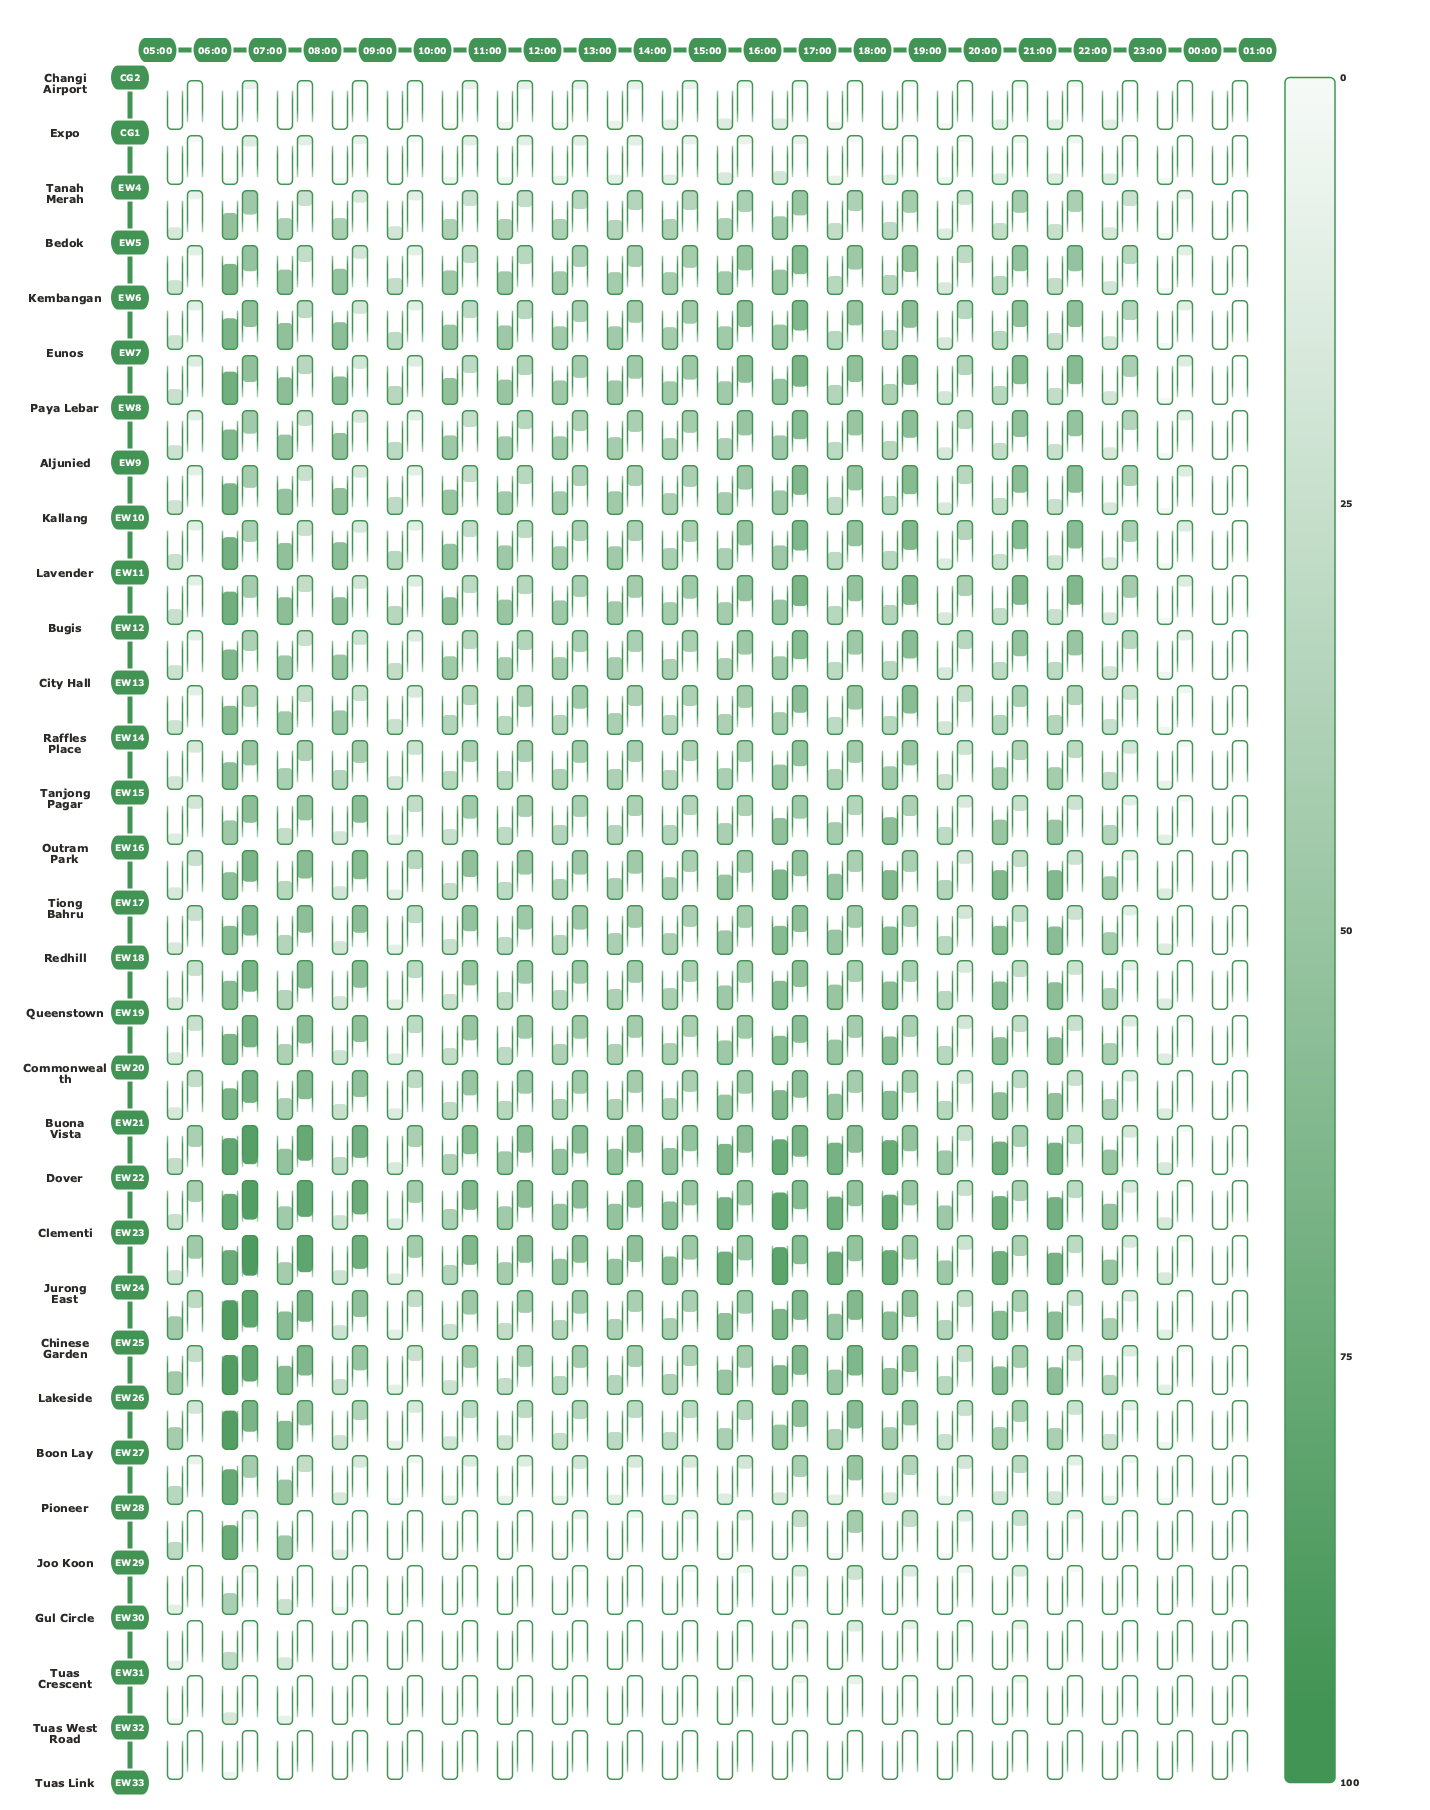 05:00 06:00 07:00 08:00 09:00 10:00 11:00 12:00 13:00 14:00 15:00 16:00 17:00 18:00 19:00 20:00 21:00 22:00 23:00 00:00 01:00
Changi
Airport
CG2
0
Expo CG1
Tanah
Merah
EW4
Bedok EW5
Kembangan EW6
Eunos EW7
Paya Lebar EW8
Aljunied EW9
25
Kallang EW10
Lavender EW11
Bugis EW12
City Hall EW13
Raffles
Place
EW14
Tanjong
Pagar
EW15
Outram
Park
EW16
Tiong
Bahru
EW17
50
Redhill EW18
Queenstown EW19
Commonweal
th
EW20
Buona
Vista
EW21
Dover EW22
Clementi EW23
Jurong
East
EW24
Chinese
Garden
EW25
75
Lakeside EW26
Boon Lay EW27
Pioneer EW28
Joo Koon EW29
Gul Circle EW30
Tuas
Crescent
EW31
Tuas West
Road
EW32
Tuas Link EW33
100